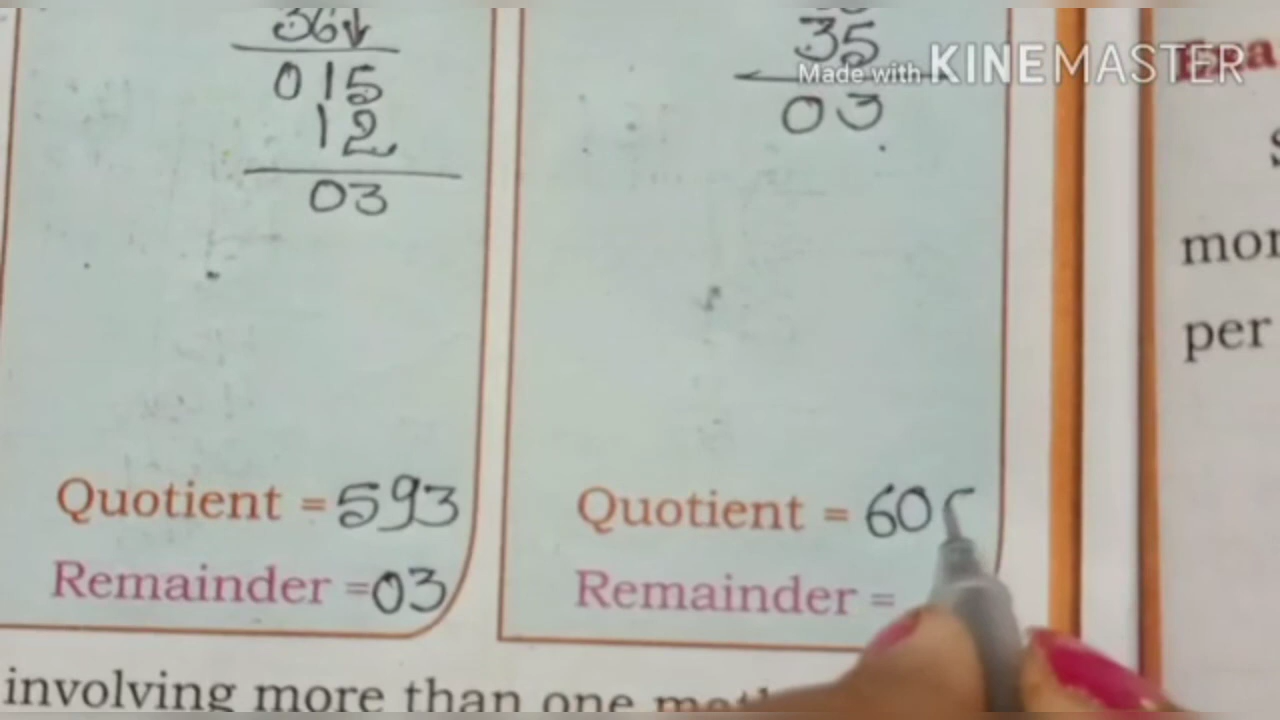 36↓
015
12
03
Quotient = 593
Remainder = 03
35
03
Quotient = 60
Remainder =
Made with KINEMASTER
mor
per
involving more than one